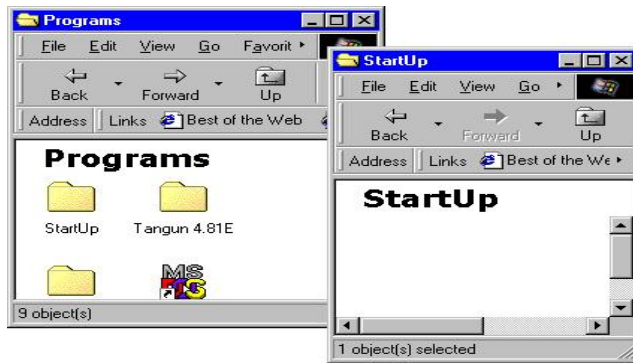 Programs
File Edit View Go Favorit
Back Forward Up
Address Links Best of the Web
Programs
StartUp Tangun 4.81E
MS
9 object(s)
StartUp
File Edit View Go
Back Forward Up
Address Links Best of the We
StartUp
1 object(s) selected